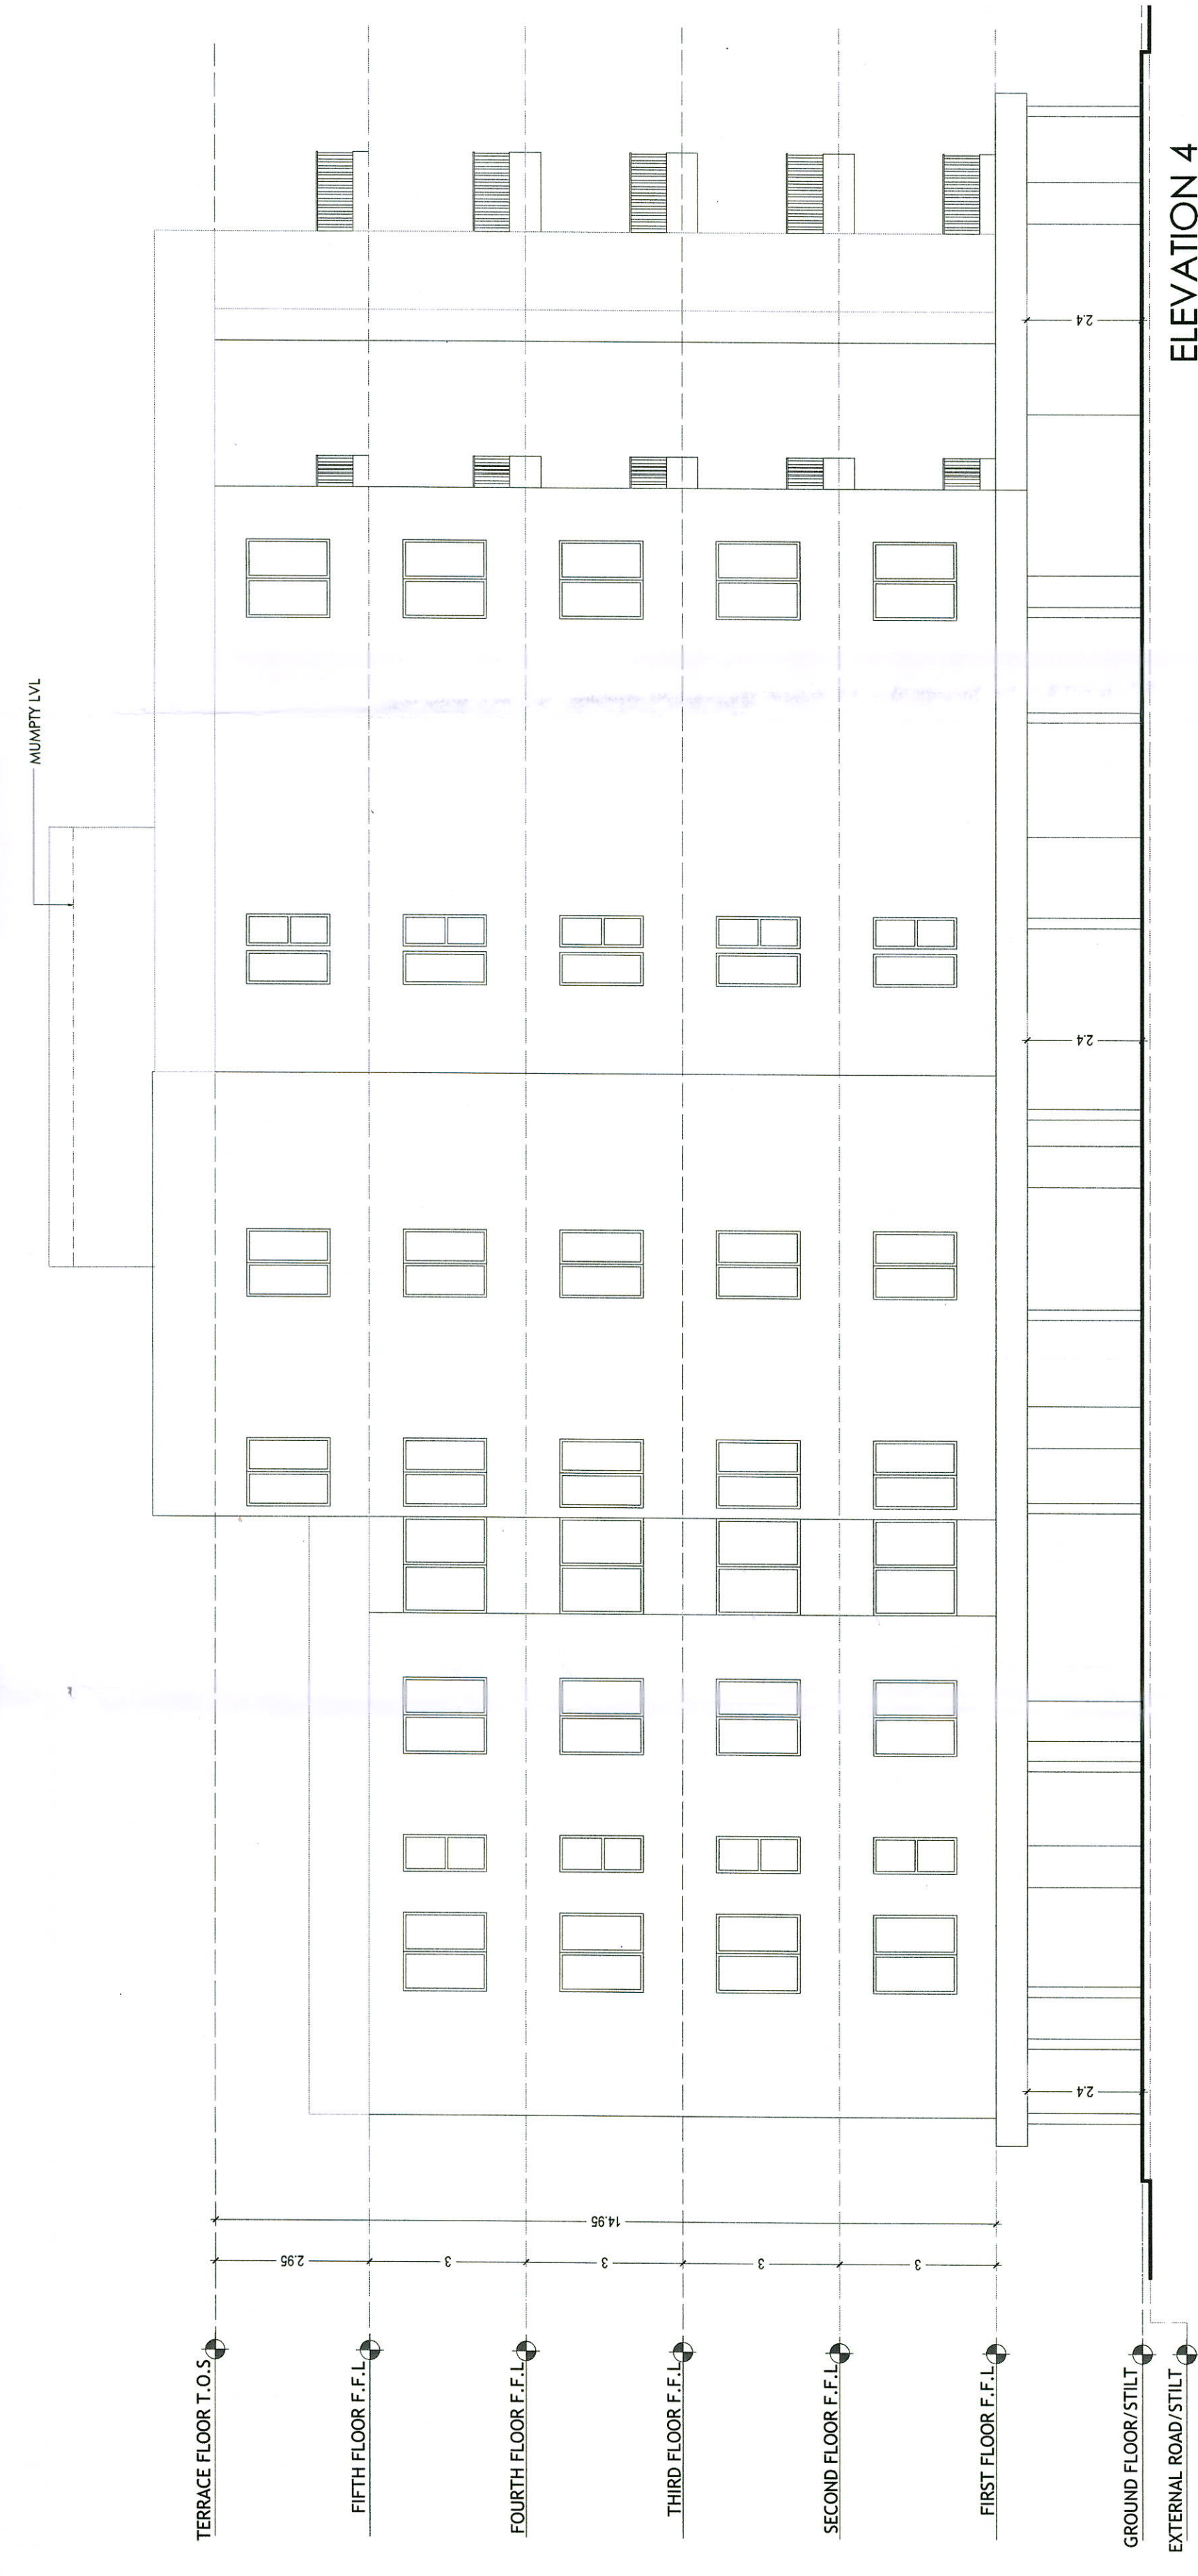 MUMPTY LVL
TERRACE FLOOR T.O.S
FIFTH FLOOR F.F.L
FOURTH FLOOR F.F.L
THIRD FLOOR F.F.L
SECOND FLOOR F.F.L
FIRST FLOOR F.F.L
GROUND FLOOR/STILT
EXTERNAL ROAD/STILT
14.95
2.95
3
3
3
3
2.4
2.4
2.4
ELEVATION 4